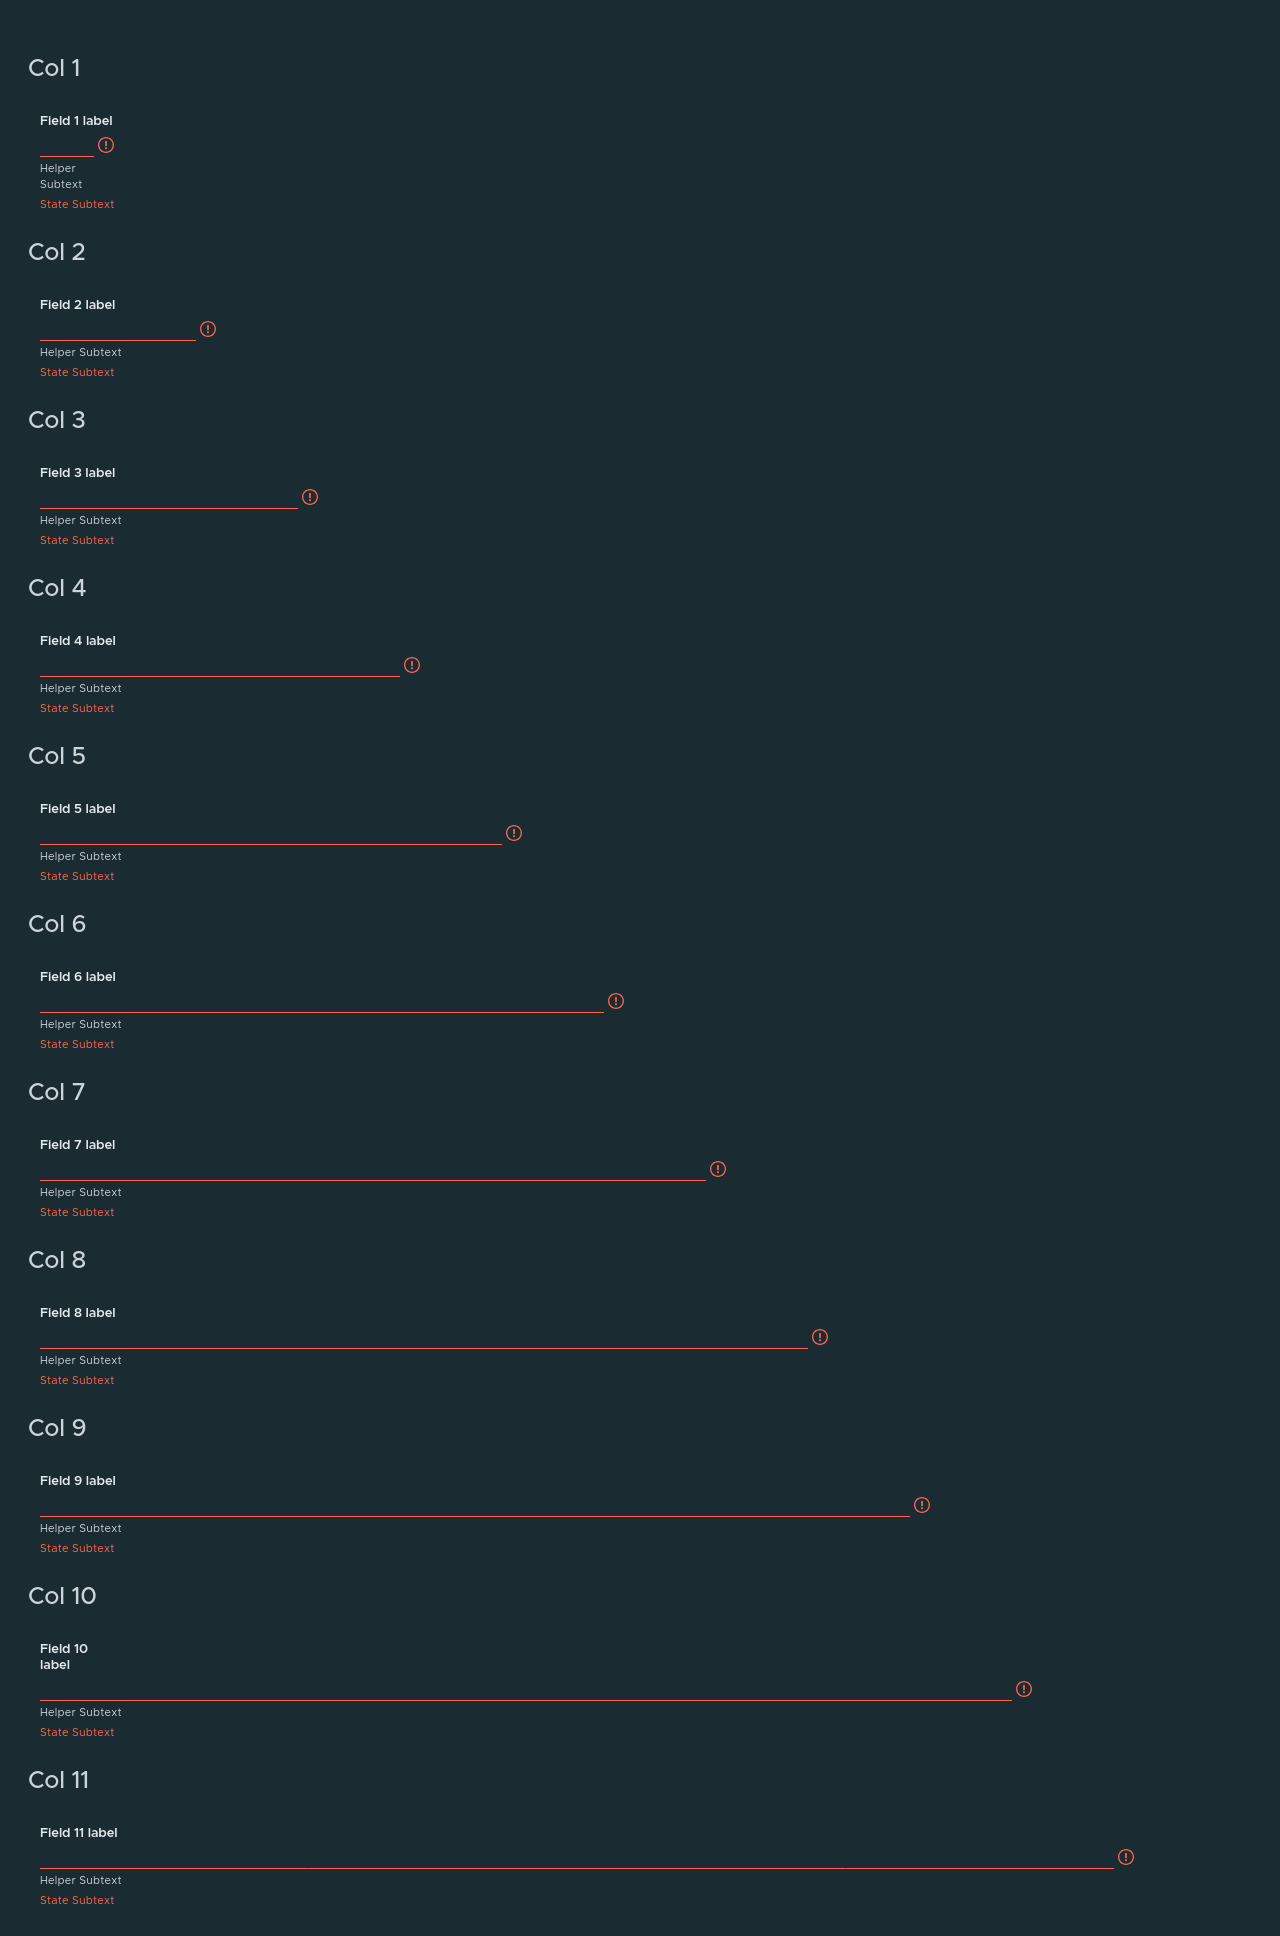 Col 1
Field 1 label
Helper
Subtext
State Subtext
Col 2
Field 2 label
Helper Subtext
State Subtext
Col 3
Field 3 label
Helper Subtext
State Subtext
Col 4
Field 4 label
Helper Subtext
State Subtext
Col 5
Field 5 label
Helper Subtext
State Subtext
Col 6
Field 6 label
Helper Subtext
State Subtext
Col 7
Field 7 label
Helper Subtext
State Subtext
Col 8
Field 8 label
Helper Subtext
State Subtext
Col 9
Field 9 label
Helper Subtext
State Subtext
Col 10
Field 10
label
Helper Subtext
State Subtext
Col 11
Field 11 label
Helper Subtext
State Subtext